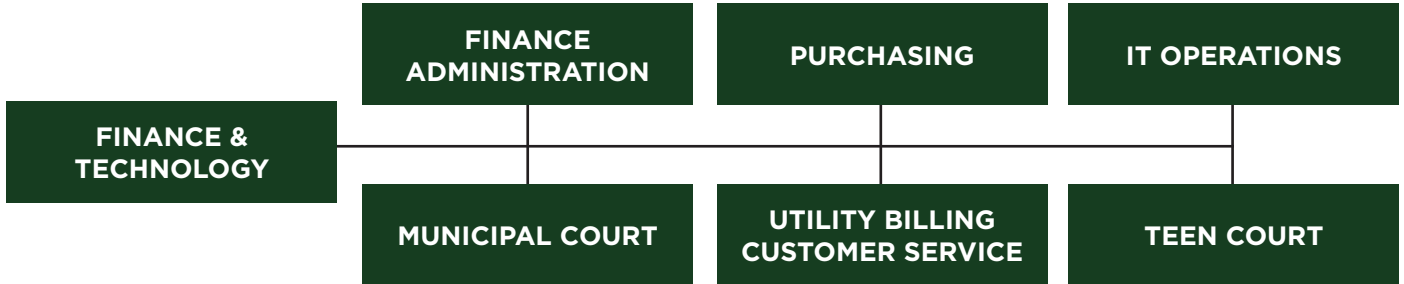 FINANCE &
TECHNOLOGY
FINANCE
ADMINISTRATION
PURCHASING
IT OPERATIONS
MUNICIPAL COURT
UTILITY BILLING
CUSTOMER SERVICE
TEEN COURT